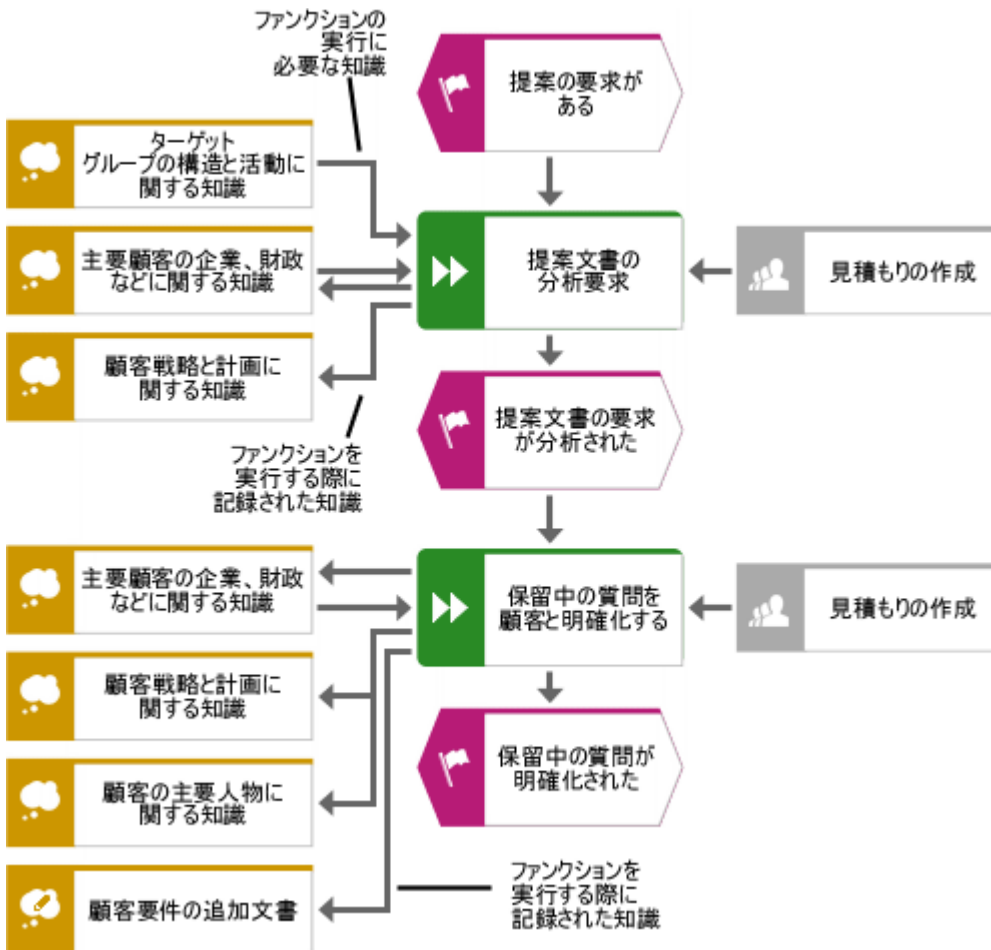 ファンクションの
実行に
必要な知識
提案の要求が
ある
ターゲット
グループの構造と活動に
関する知識
主要顧客の企業、財政
などに関する知識
提案文書の
分析要求
見積もりの作成
顧客戦略と計画に
関する知識
提案文書の要求
が分析された
ファンクションを
実行する際に
記録された知識
主要顧客の企業、財政
などに関する知識
保留中の質問を
顧客と明確化する
見積もりの作成
顧客戦略と計画に
関する知識
保留中の質問が
明確化された
顧客の主要人物に
関する知識
顧客要件の追加文書
ファンクションを
実行する際に
記録された知識